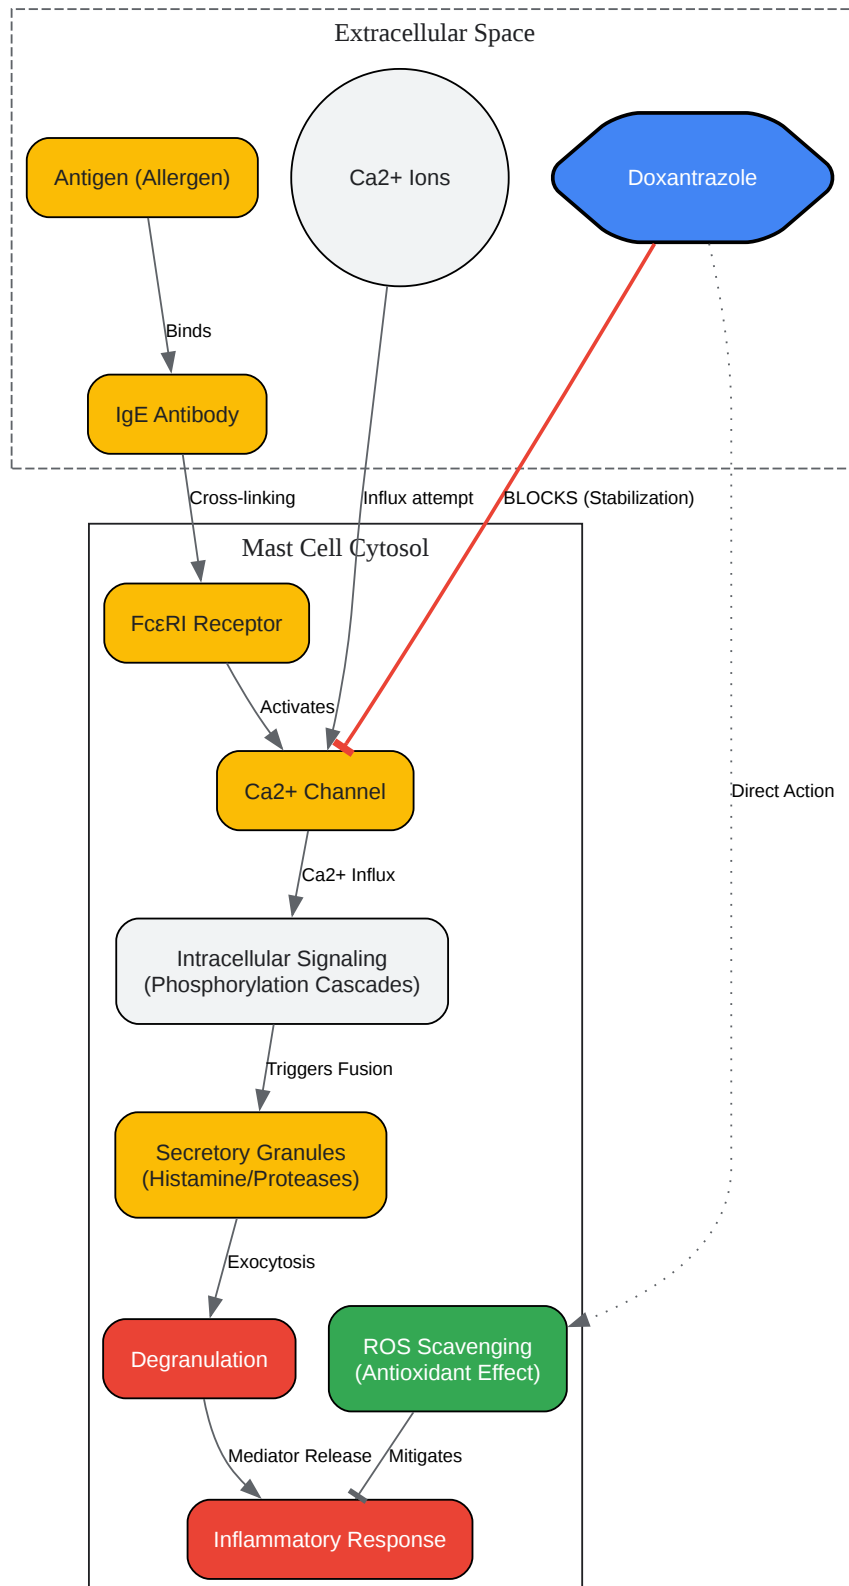 Extracellular Space
Antigen (Allergen)
Ca2+ Ions
Doxantrazole
Binds
IgE Antibody
Cross-linking
Influx attempt
BLOCKS (Stabilization)
Mast Cell Cytosol
FcεRI Receptor
Activates
Ca2+ Channel
Direct Action
Ca2+ Influx
Intracellular Signaling
(Phosphorylation Cascades)
Triggers Fusion
Secretory Granules
(Histamine/Proteases)
Exocytosis
Degranulation
ROS Scavenging
(Antioxidant Effect)
Mediator Release
Mitigates
Inflammatory Response